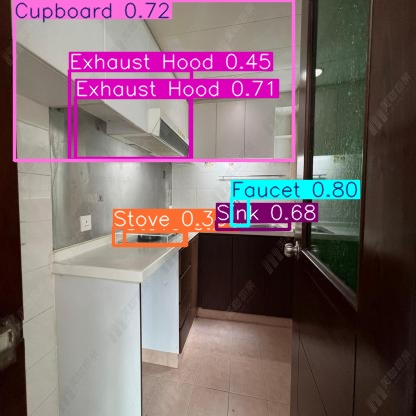 Cupboard 0.72
Exhaust Hood 0.45
Exhaust Hood 0.71
Faucet 0.80
Stove 0.3
Sink 0.68